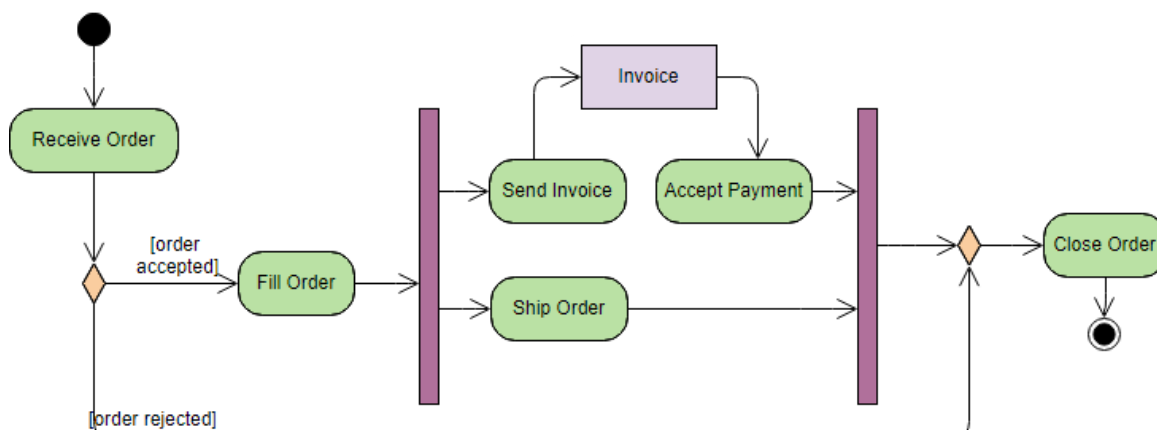 Invoice
Receive Order
Send Invoice
Accept Payment
[order
accepted]
Fill Order
Close Order
Ship Order
[order rejected]